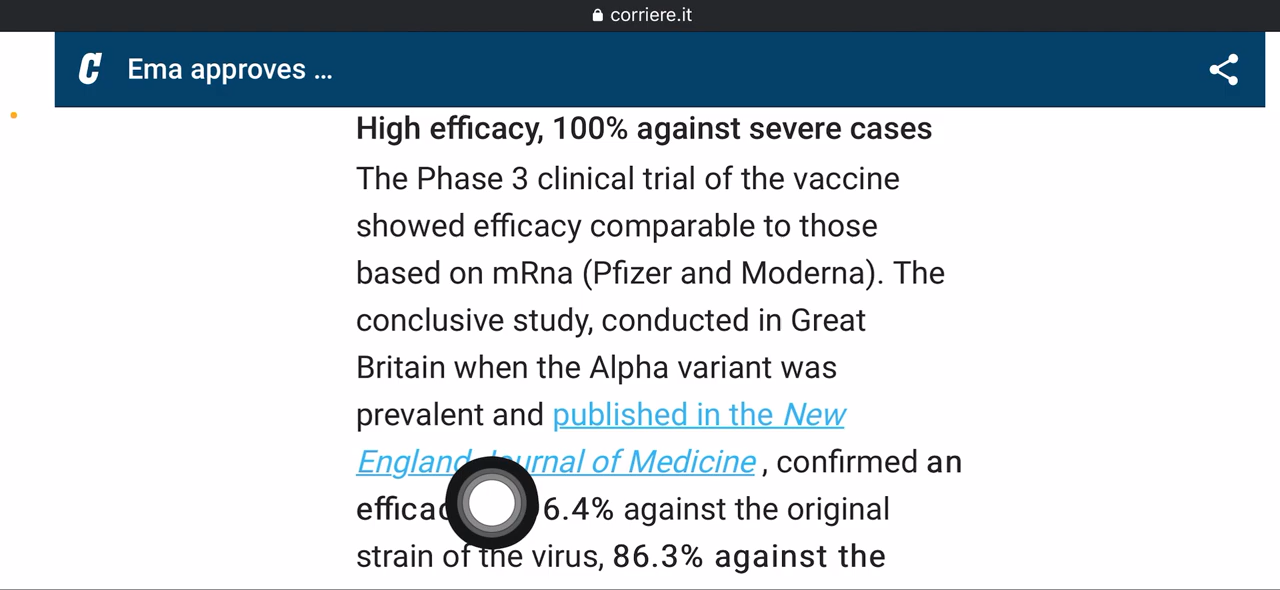 corriere.it
Ema approves ...
High efficacy, 100% against severe cases
The Phase 3 clinical trial of the vaccine
showed efficacy comparable to those
based on mRna (Pfizer and Moderna). The
conclusive study, conducted in Great
Britain when the Alpha variant was
prevalent and published in the New
England Journal of Medicine , confirmed an
6.4% against the original
strain of the virus, 86.3% against the